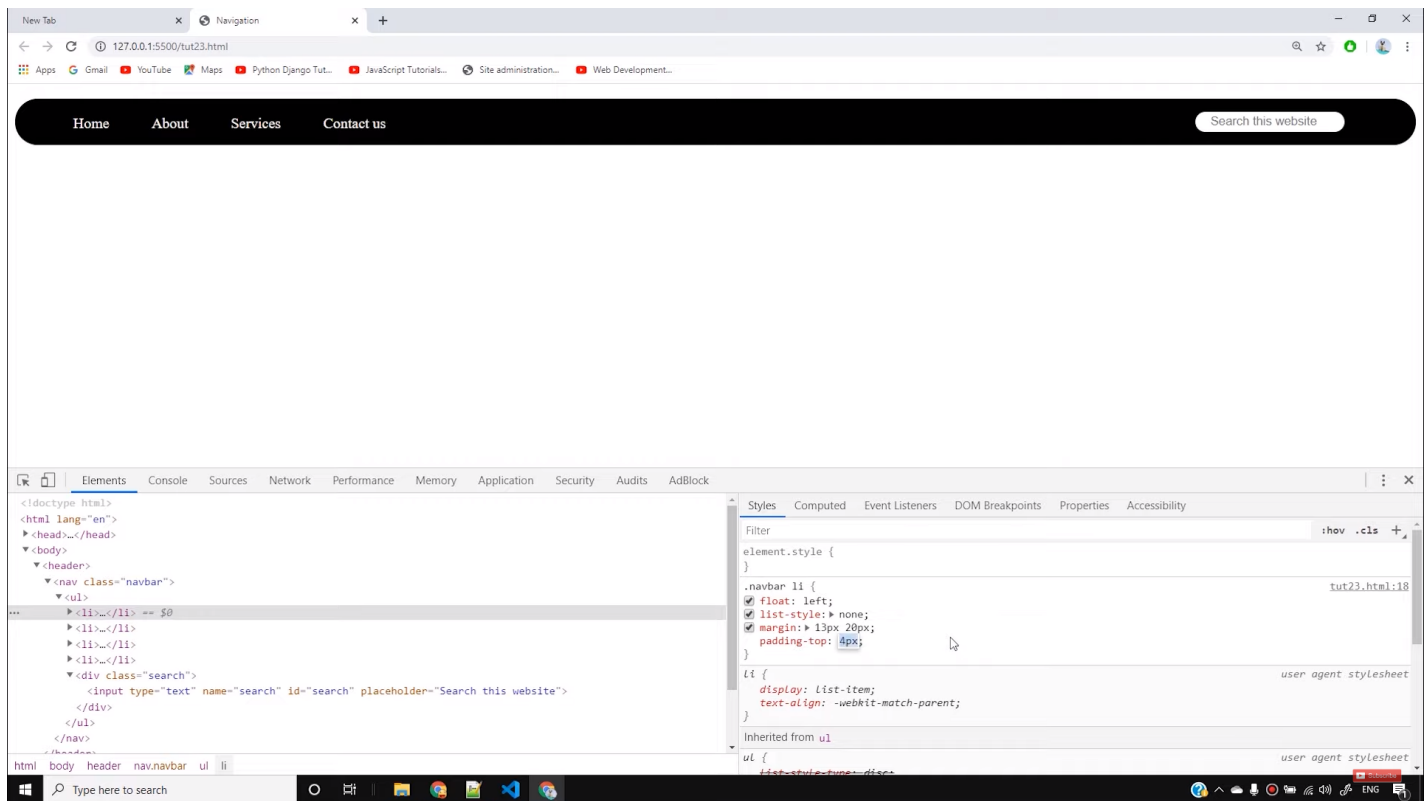 New Tab Navigation
127.0.0.1:5500/tut23.html
Apps Gmail YouTube Maps Python Django Tut... JavaScript Tutorials... Site administration... Web Development...
Home About Services Contact us Search this website
Elements Console Sources Network Performance Memory Application Security Audits AdBlock
<!doctype html>
<html lang="en">
<head>…</head>
<body>
<header>
<nav class="navbar">
<ul>
<li>…</li> == $0
<li>…</li>
<li>…</li>
<li>…</li>
<div class="search">
<input type="text" name="search" id="search" placeholder="Search this website">
</div>
</ul>
</nav>
</header>
html body header nav.navbar ul li
Styles Computed Event Listeners DOM Breakpoints Properties Accessibility
Filter :hov .cls +
element.style {
}
.navbar li { tut23.html:18
float: left;
list-style: none;
margin: 13px 20px;
padding-top: 4px;
}
li { user agent stylesheet
display: list-item;
text-align: -webkit-match-parent;
}
Inherited from ul
ul { user agent stylesheet
list-style-type: disc;
Subscribe
Type here to search ENG 1